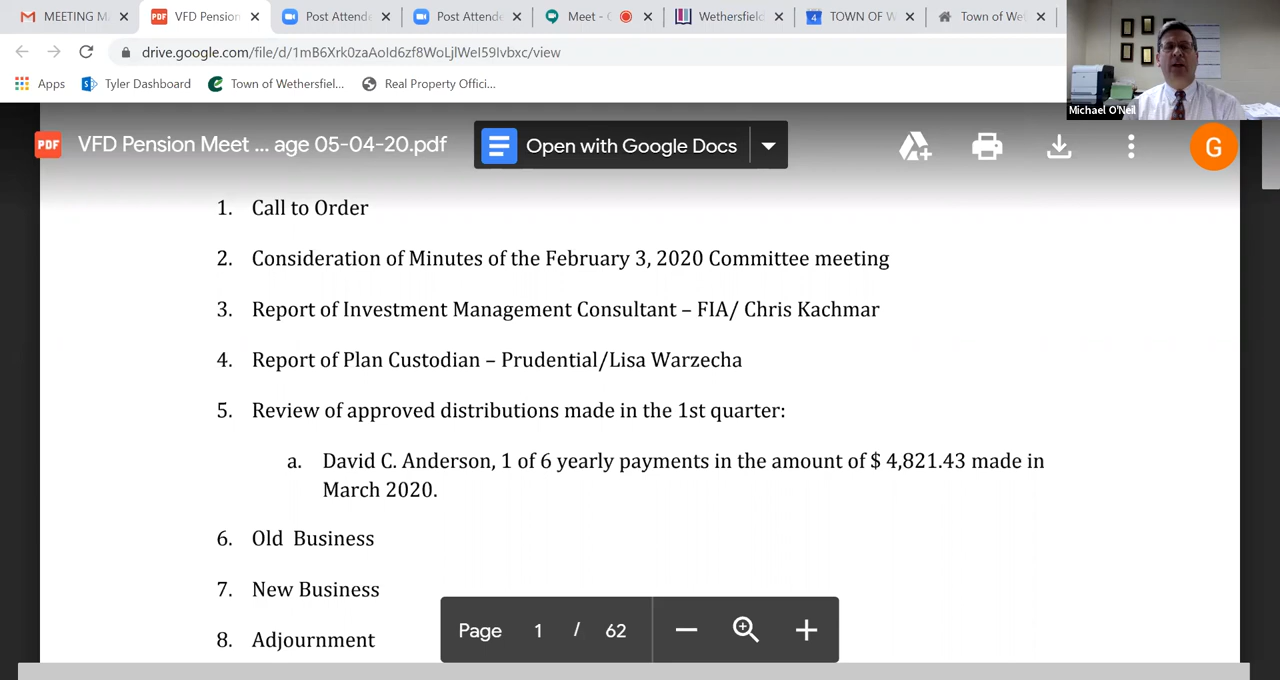 MEETING M
VFD Pension
Post Attende
Post Attende
Meet - 
Wethersfield
TOWN OF W
Town of Wet
drive.google.com/file/d/1mB6Xrk0zaAoId6zf8WoLjlWeI59Ivbxc/view
Apps
Tyler Dashboard
Town of Wethersfiel...
Real Property Offici...
Michael O'Neil
PDF
VFD Pension Meet ... age 05-04-20.pdf
Open with Google Docs
G
1. Call to Order
2. Consideration of Minutes of the February 3, 2020 Committee meeting
3. Report of Investment Management Consultant – FIA/ Chris Kachmar
4. Report of Plan Custodian – Prudential/Lisa Warzecha
5. Review of approved distributions made in the 1st quarter:
a. David C. Anderson, 1 of 6 yearly payments in the amount of $ 4,821.43 made in
March 2020.
6. Old Business
7. New Business
8. Adjournment
Page 1 / 62